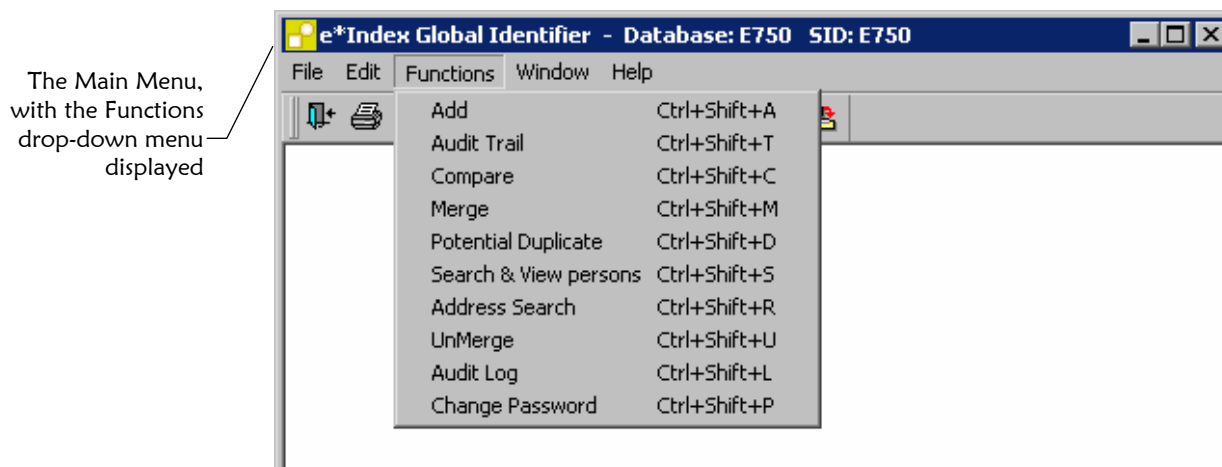 e*Index Global Identifier - Database: E750 SID: E750
File Edit Functions Window Help
The Main Menu,
with the Functions
drop-down menu
displayed
Add Ctrl+Shift+A
Audit Trail Ctrl+Shift+T
Compare Ctrl+Shift+C
Merge Ctrl+Shift+M
Potential Duplicate Ctrl+Shift+D
Search & View persons Ctrl+Shift+S
Address Search Ctrl+Shift+R
UnMerge Ctrl+Shift+U
Audit Log Ctrl+Shift+L
Change Password Ctrl+Shift+P